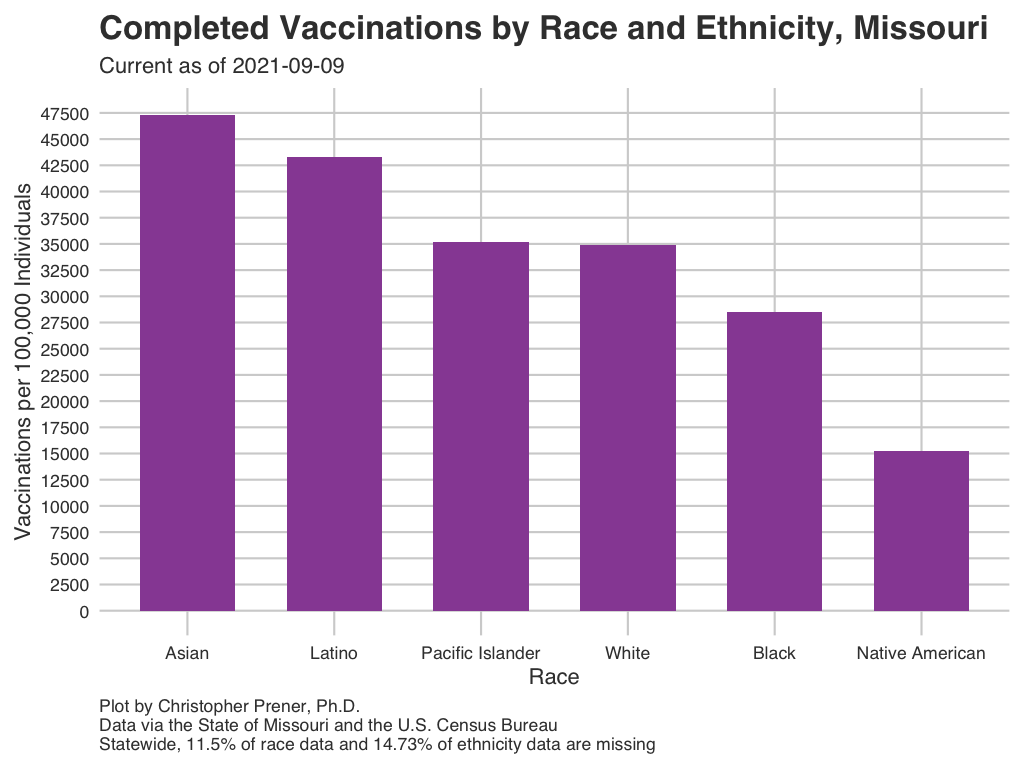 Completed Vaccinations by Race and Ethnicity, Missouri
Current as of 2021-09-09
Vaccinations per 100,000 Individuals
47500
45000
42500
40000
37500
35000
32500
30000
27500
25000
22500
20000
17500
15000
12500
10000
7500
5000
2500
0
Asian Latino Pacific Islander White Black Native American
Race
Plot by Christopher Prener, Ph.D.
Data via the State of Missouri and the U.S. Census Bureau
Statewide, 11.5% of race data and 14.73% of ethnicity data are missing